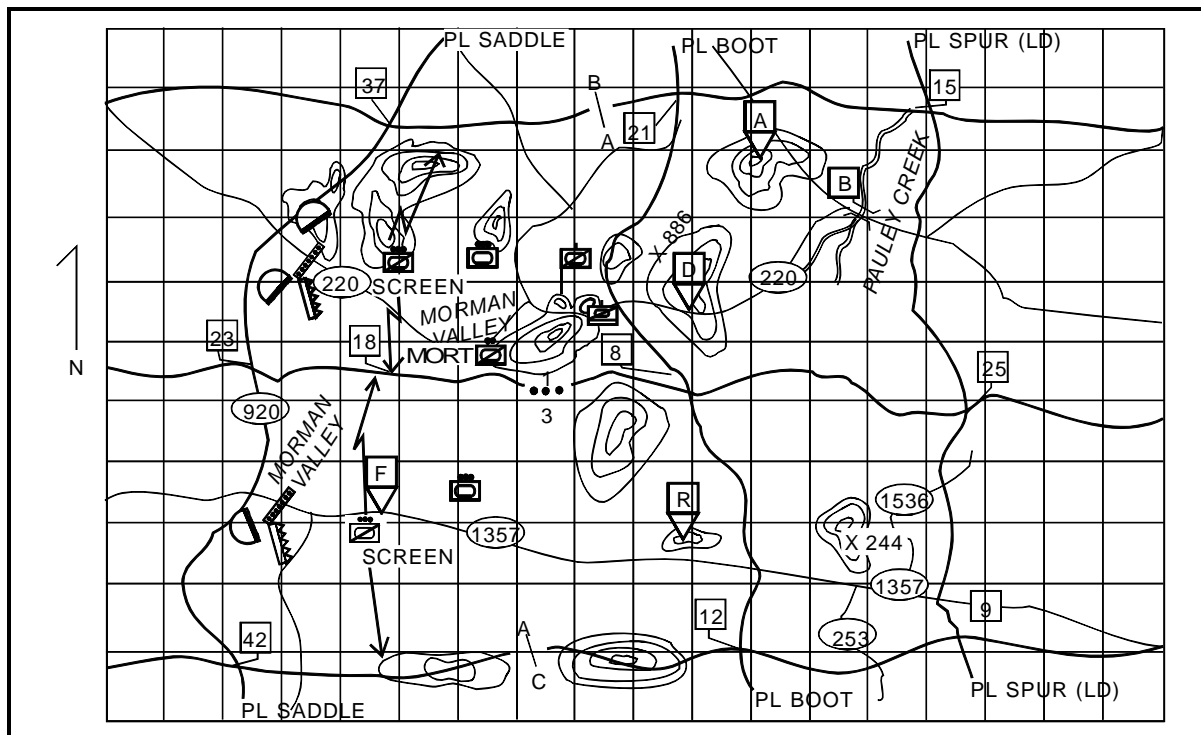 PL SADDLE
PL BOOT
PL SPUR (LD)
37
B
A
21
A
15
B
PAULEY CREEK
X 886
D
220
220
SCREEN
MORMAN
VALLEY
MORT
23
18
8
1
3
25
920
MORMAN
VALLEY
F
R
1536
1357
SCREEN
X 244
1357
9
12
253
42
A
C
PL SADDLE
PL BOOT
PL SPUR (LD)
N